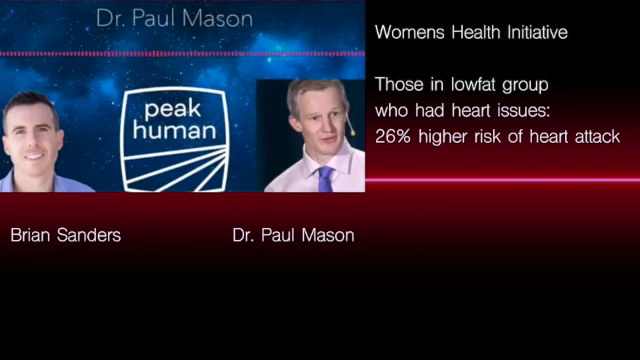 Dr. Paul Mason
Womens Health Initiative
Those in lowfat group
who had heart issues:
26% higher risk of heart attack
peak
human
Brian Sanders
Dr. Paul Mason